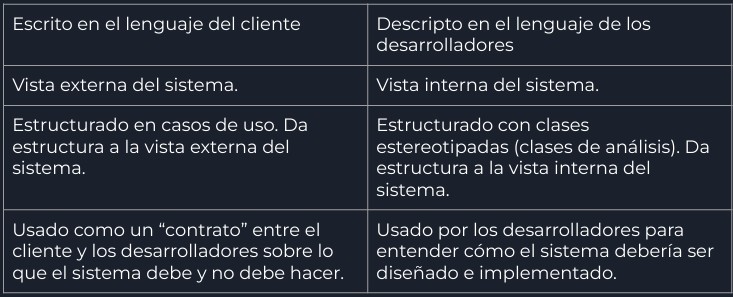 Escrito en el lenguaje del cliente
Descripto en el lenguaje de los
desarrolladores
Vista externa del sistema.
Vista interna del sistema.
Estructurado en casos de uso. Da
estructura a la vista externa del
sistema.
Estructurado con clases
estereotipadas (clases de análisis). Da
estructura a la vista interna del
sistema.
Usado como un “contrato” entre el
cliente y los desarrolladores sobre lo
que el sistema debe y no debe hacer.
Usado por los desarrolladores para
entender cómo el sistema debería ser
diseñado e implementado.